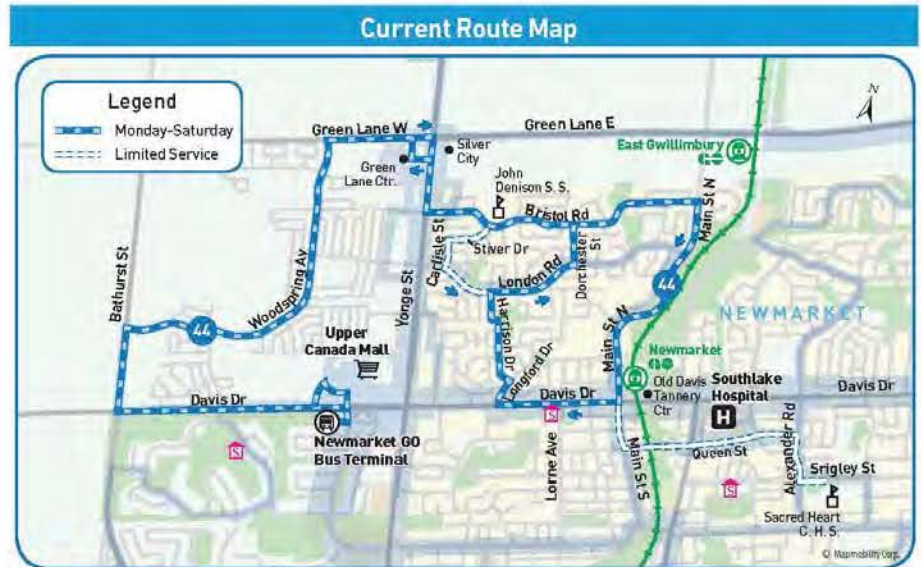 Current Route Map
Legend
Monday-Saturday
Limited Service
N
Green Lane W
Green Lane E
Silver
City
Green
Lane Ctr.
East Gwillimbury
John
Denison S. S.
Bristol Rd
Main St N
Stiver Dr
Carlisle St
Dorchester
St
London Rd
Bathurst St
Woodspring Av
Yonge St
44
44
Harrison Dr
Longford Dr
Main St N
NEWMARKET
Upper
Canada Mall
Newmarket
Old Davis
Tannery
Ctr
Southlake
Hospital
H
Davis Dr
Davis Dr
Newmarket GO
Bus Terminal
S
S
S
Lorne Ave
Main St S
Queen St
Alexander Rd
Srigley St
Sacred Heart
C. H. S.
© Mapmobility Corp.